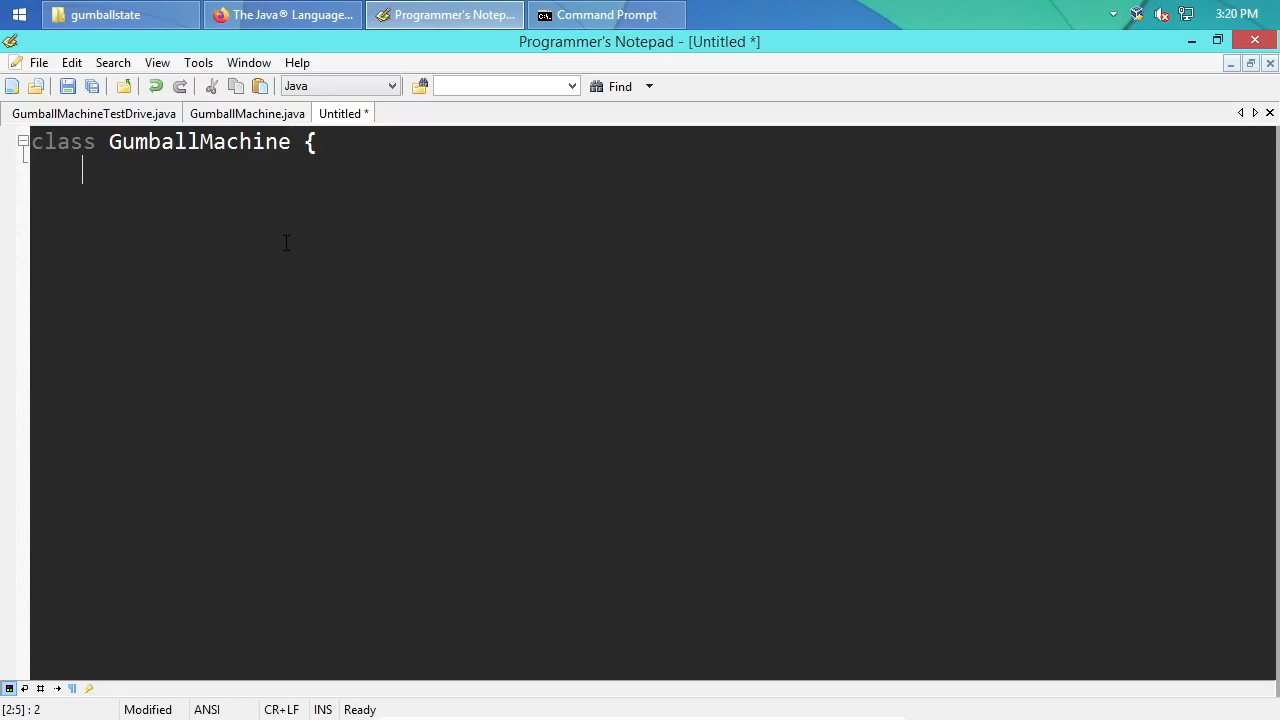 gumballstate
The Java® Language...
Programmer's Notep...
Command Prompt
3:20 PM
Programmer's Notepad - [Untitled *]
File Edit Search View Tools Window Help
Java
Find
GumballMachineTestDrive.java GumballMachine.java Untitled *
class GumballMachine {
[2:5] : 2 Modified ANSI CR+LF INS Ready